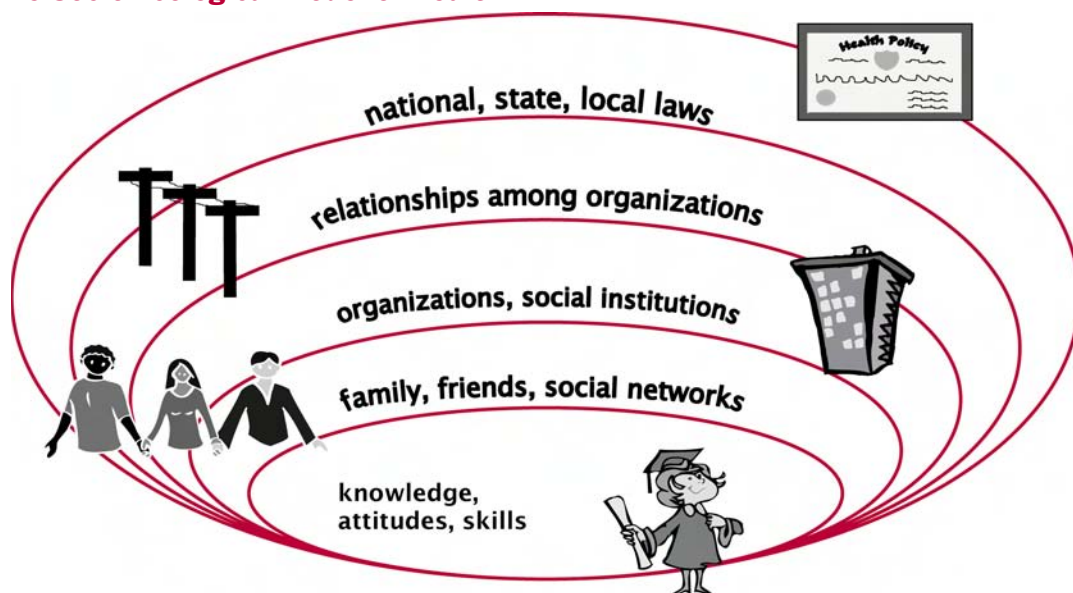 Health Policy
national, state, local laws
relationships among organizations
organizations, social institutions
family, friends, social networks
knowledge,
attitudes, skills